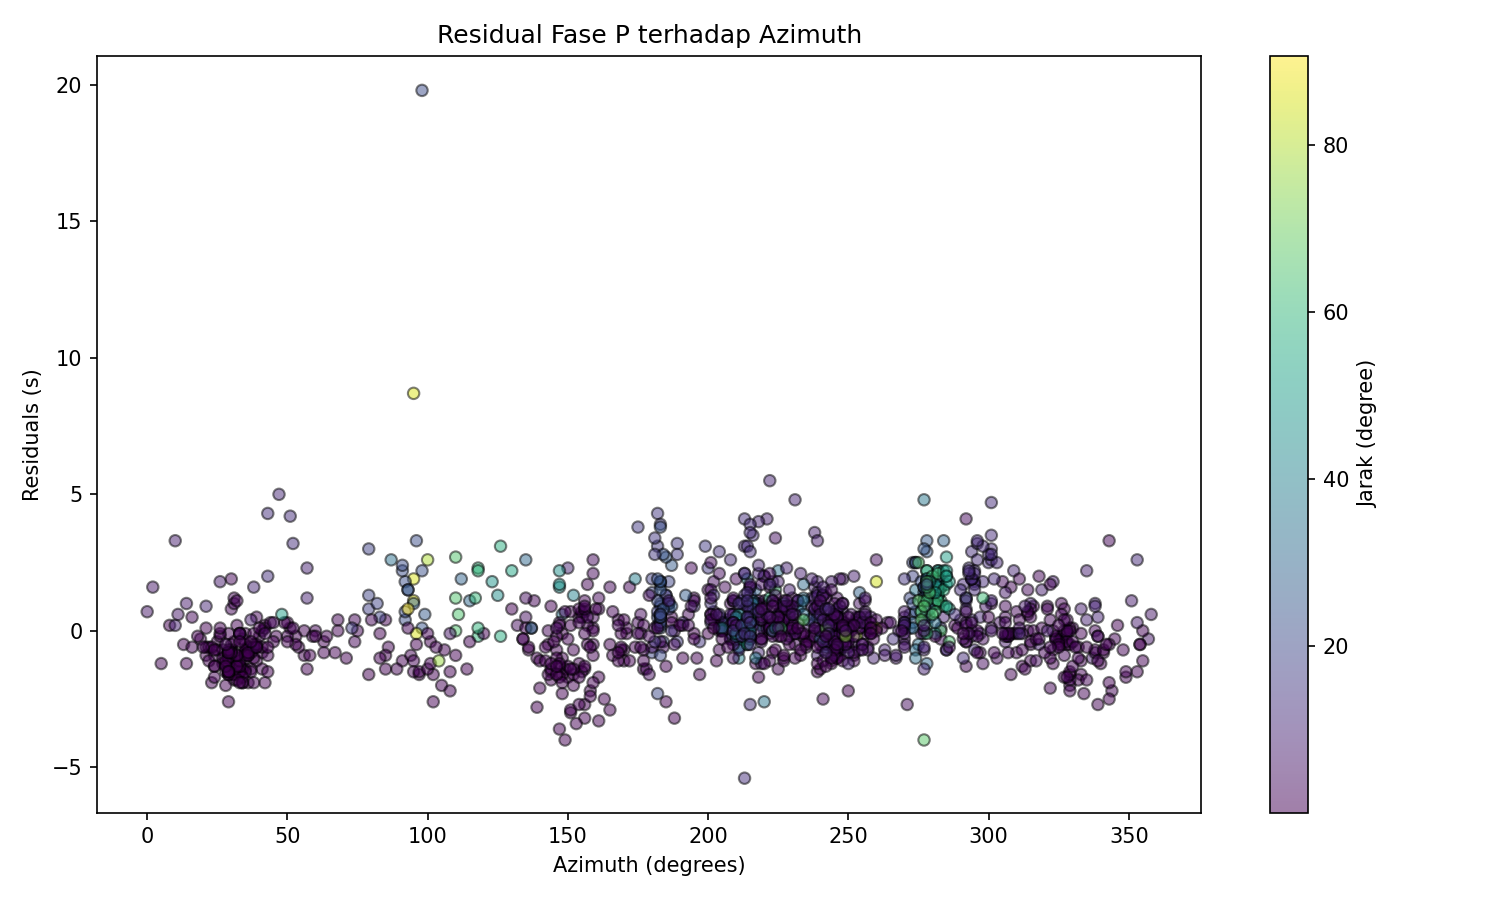 Residual Fase P terhadap Azimuth
20
15
10
5
0
−5
Residuals (s)
0 50 100 150 200 250 300 350
Azimuth (degrees)
80
60
40
20
Jarak (degree)